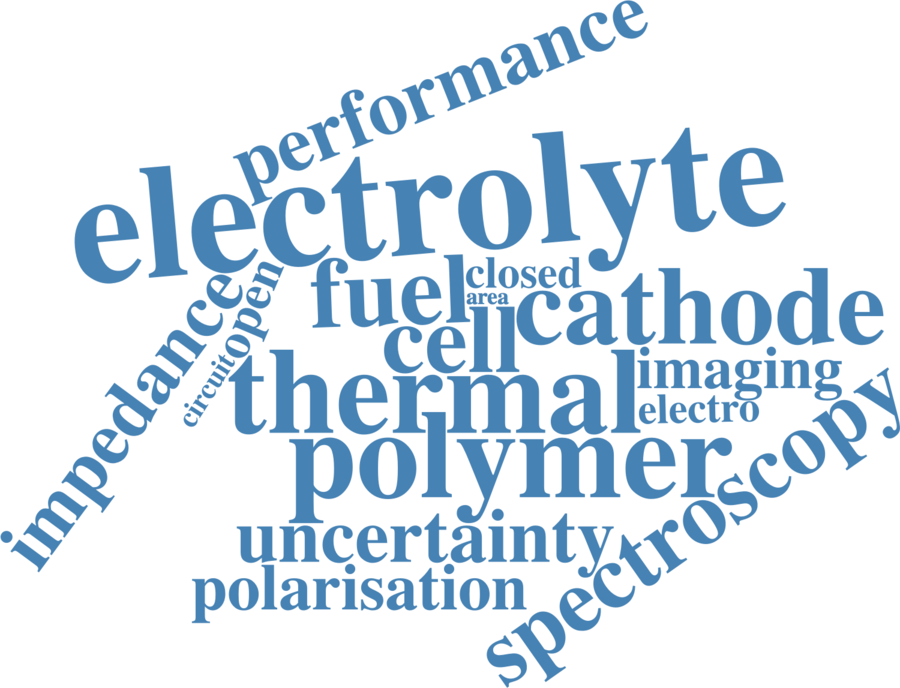 performance
electrolyte
fuel
closed
area
cathode
cell
open
circuit
impedance
thermal
imaging
electro
polymer
spectroscopy
uncertainty
polarisation